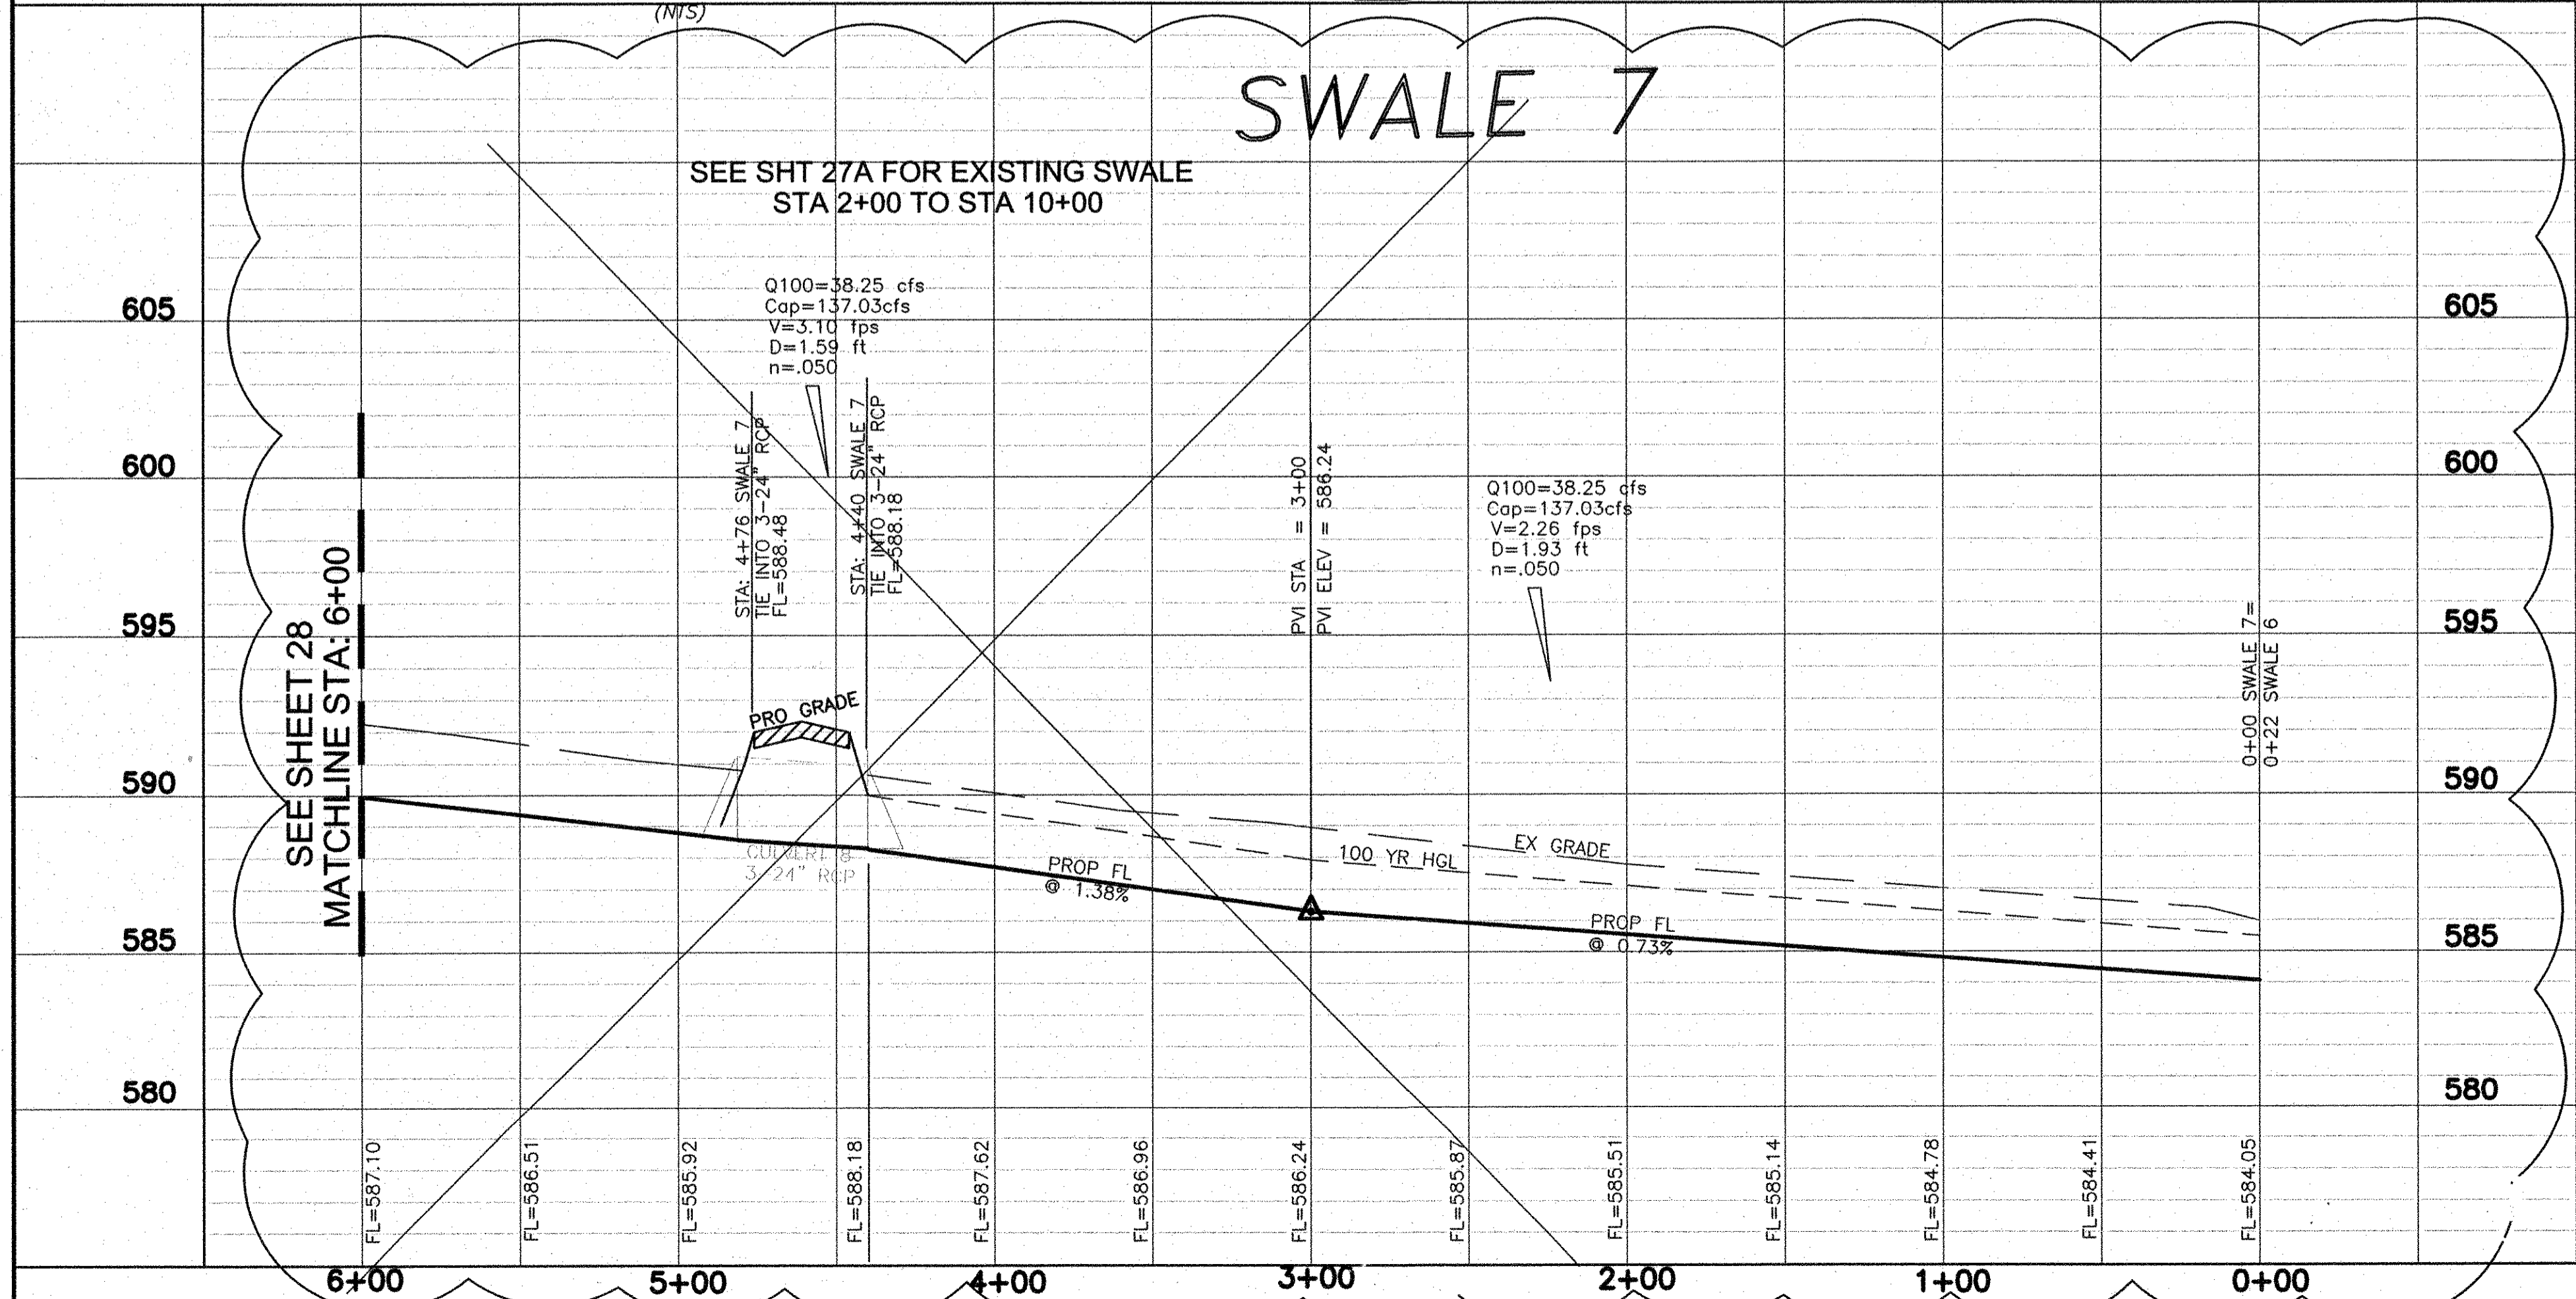 (NTS)
SWALE 7
SEE SHT 27A FOR EXISTING SWALE
STA 2+00 TO STA 10+00
Q100=38.25 cfs
Cap=137.03cfs
V=3.10 fps
D=1.59 ft
n=.050
605
605
600
600
595
595
590
590
585
585
580
580
SEE SHEET 28
MATCHLINE STA: 6+00
STA: 4+76 SWALE 7
TIE INTO 3-24" RCP
FL=588.48
STA: 4+40 SWALE 7
TIE INTO 3-24" RCP
FL=588.18
PVI STA = 3+00
PVI ELEV = 586.24
Q100=38.25 cfs
Cap=137.03cfs
V=2.26 fps
D=1.93 ft
n=.050
0+00 SWALE 7=
0+22 SWALE 6
PRO GRADE
CULVERT 8
3-24" RCP
PROP FL
@ 1.38%
100 YR HGL
EX GRADE
PROP FL
@ 0.73%
FL=587.10
FL=586.51
FL=585.92
FL=588.18
FL=587.62
FL=586.96
FL=586.24
FL=585.87
FL=585.51
FL=585.14
FL=584.78
FL=584.41
FL=584.05
6+00
5+00
4+00
3+00
2+00
1+00
0+00